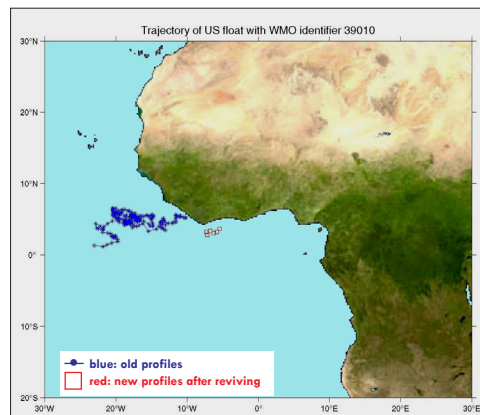 Trajectory of US float with WMO identifier 39010
30°N
20°N
10°N
0°
10°S
20°S
30°W
20°W
10°W
0°
10°E
20°E
30°E
blue: old profiles
red: new profiles after reviving